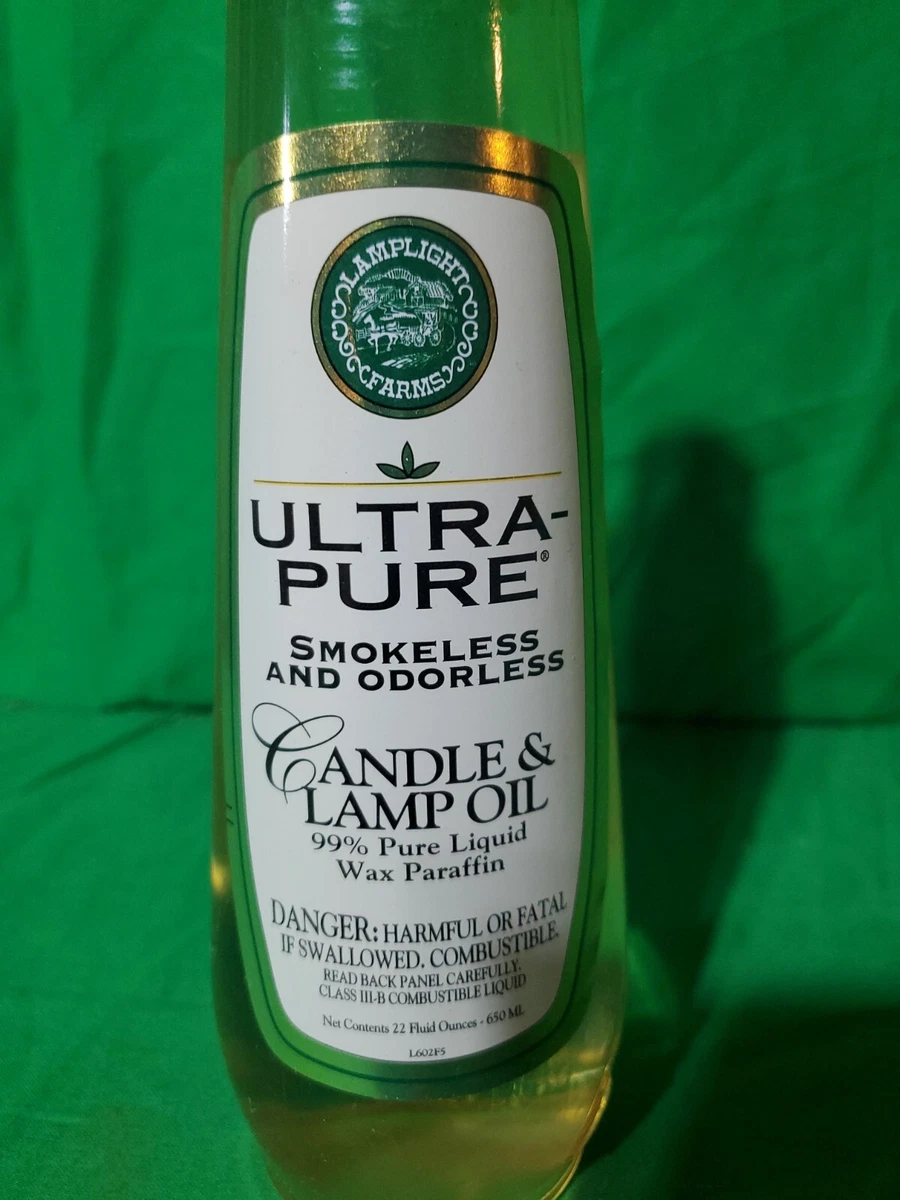 LAMPLIGHT
FARMS
ULTRA-
PURE®
SMOKELESS
AND ODORLESS
CANDLE &
LAMP OIL
99% Pure Liquid
Wax Paraffin
DANGER: HARMFUL OR FATAL
IF SWALLOWED. COMBUSTIBLE.
READ BACK PANEL CAREFULLY.
CLASS III-B COMBUSTIBLE LIQUID
Net Contents 22 Fluid Ounces - 650 ML
L602F5